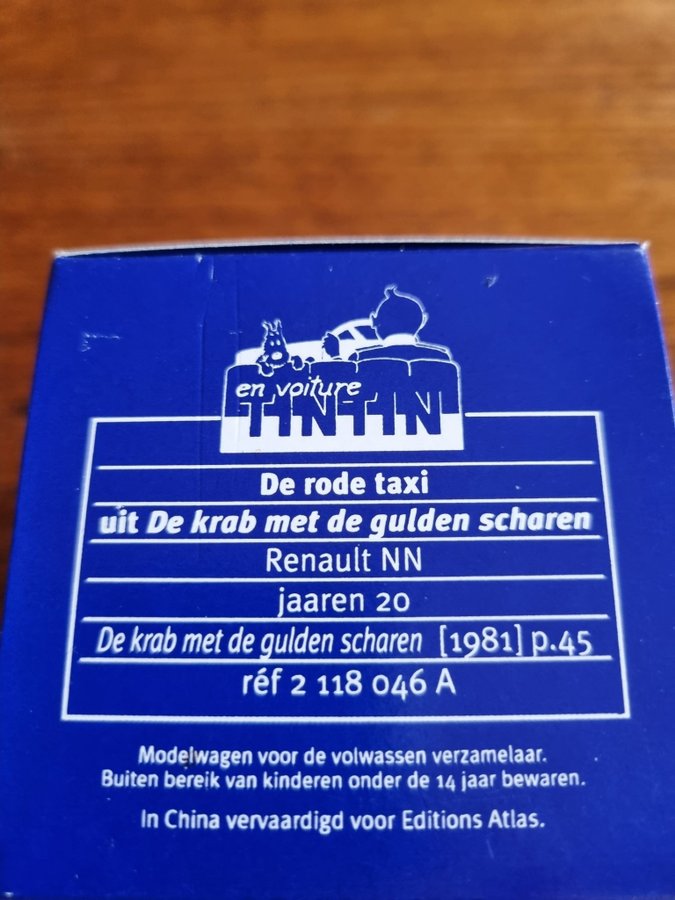 en voiture
TINTIN
De rode taxi
uit De krab met de gulden scharen
Renault NN
jaaren 20
De krab met de gulden scharen [1981] p.45
réf 2 118 046 A
Modelwagen voor de volwassen verzamelaar.
Buiten bereik van kinderen onder de 14 jaar bewaren.
In China vervaardigd voor Editions Atlas.